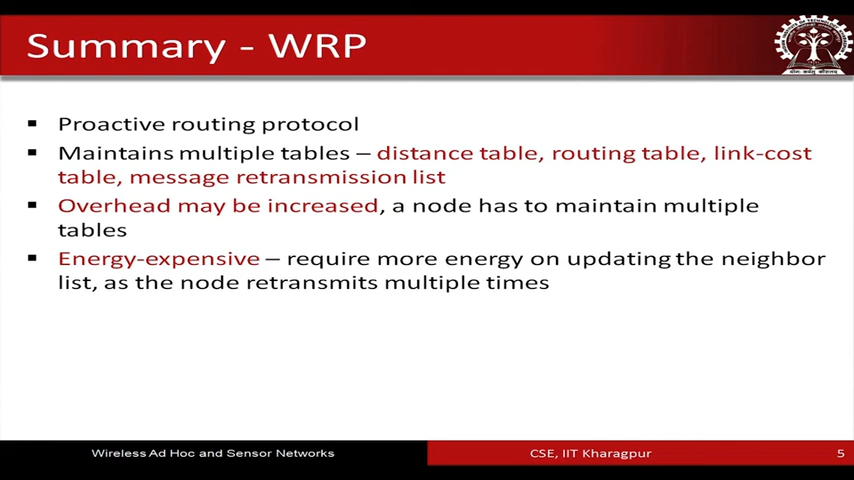 Summary - WRP
▪ Proactive routing protocol
▪ Maintains multiple tables – distance table, routing table, link-cost
table, message retransmission list
▪ Overhead may be increased, a node has to maintain multiple
tables
▪ Energy-expensive – require more energy on updating the neighbor
list, as the node retransmits multiple times
Wireless Ad Hoc and Sensor Networks
CSE, IIT Kharagpur
5